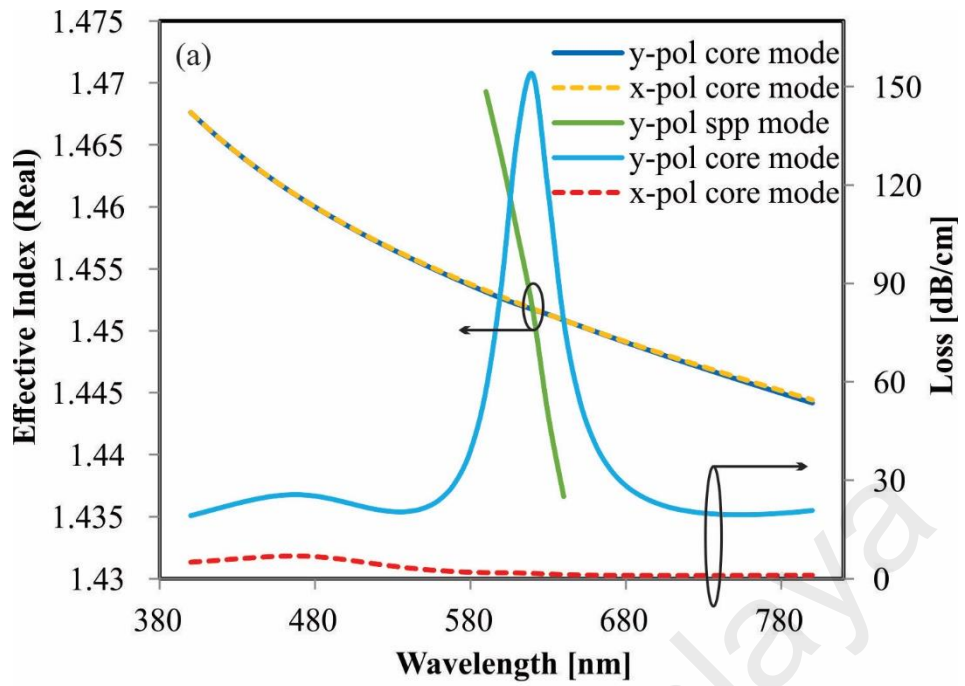 (a)
y-pol core mode
x-pol core mode
y-pol spp mode
y-pol core mode
x-pol core mode
Effective Index (Real)
1.475
1.47
1.465
1.46
1.455
1.45
1.445
1.44
1.435
1.43
150
120
90
60
30
0
Loss [dB/cm]
380
480
580
680
780
Wavelength [nm]
laya